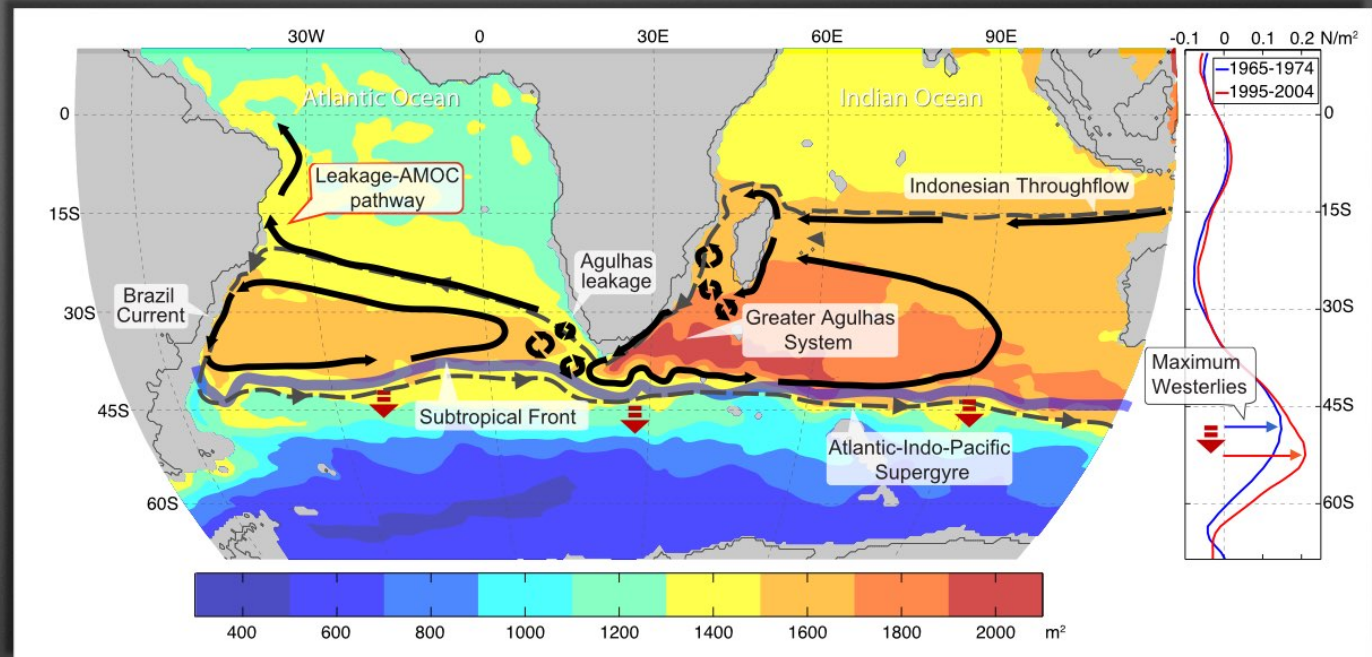 30W 0 30E 60E 90E
-0.1 0 0.1 0.2 N/m²
1965-1974
1995-2004
Atlantic Ocean
Indian Ocean
0
0
Leakage-AMOC
pathway
Indonesian Throughflow
15S
15S
Agulhas
leakage
Brazil
Current
30S
30S
Greater Agulhas
System
Maximum
Westerlies
45S
45S
Subtropical Front
Atlantic-Indo-Pacific
Supergyre
60S
60S
400 600 800 1000 1200 1400 1600 1800 2000 m²